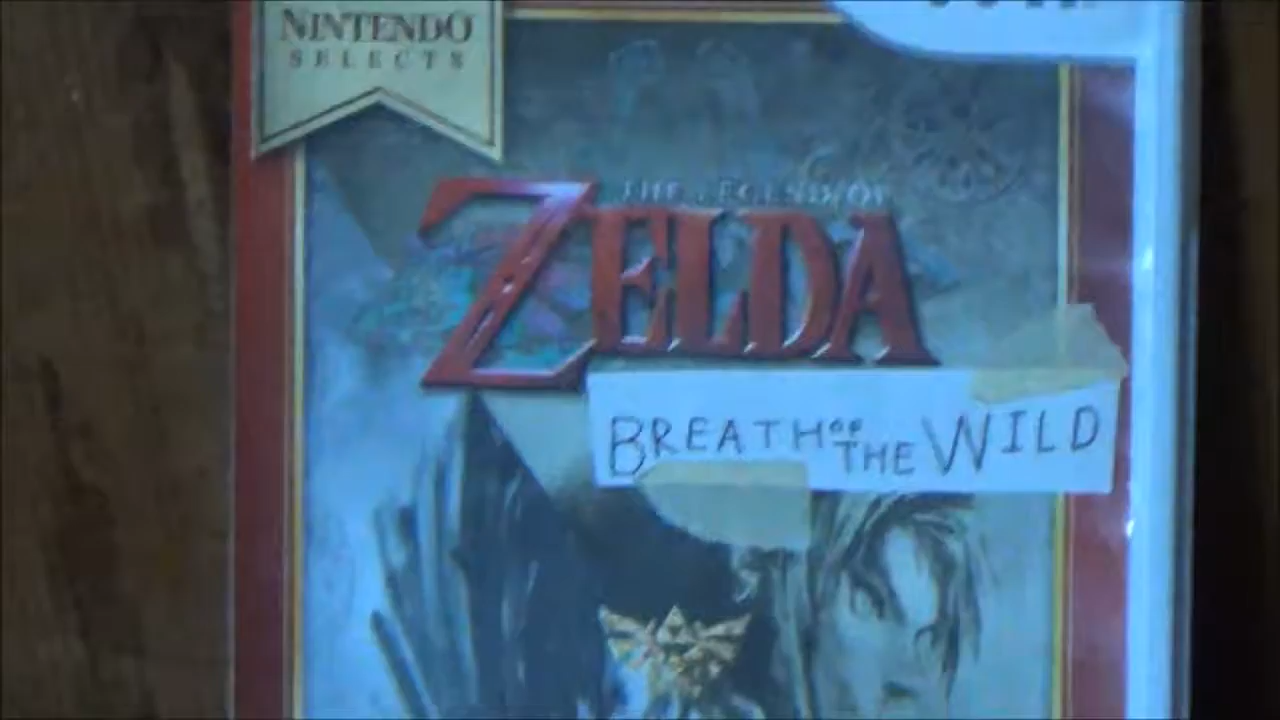 NINTENDO
SELECTS
THE LEGEND OF
ZELDA
BREATH OF THE WILD